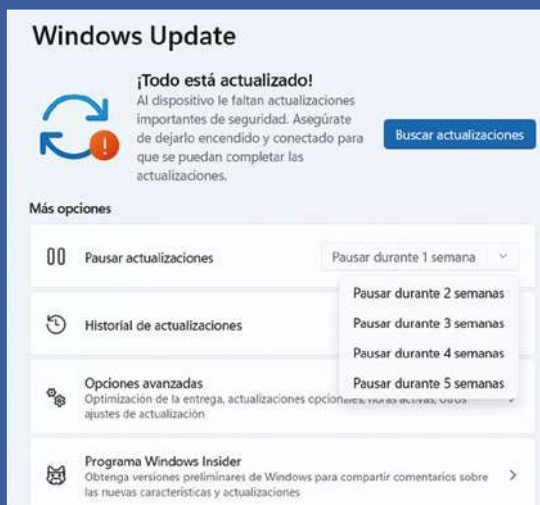 Windows Update
¡Todo está actualizado!
Al dispositivo le faltan actualizaciones
importantes de seguridad. Asegúrate
de dejarlo encendido y conectado para
que se puedan completar las
actualizaciones.
Buscar actualizaciones
Más opciones
Pausar actualizaciones
Pausar durante 1 semana
Pausar durante 2 semanas
Pausar durante 3 semanas
Pausar durante 4 semanas
Pausar durante 5 semanas
Historial de actualizaciones
Opciones avanzadas
Optimización de la entrega, actualizaciones opcionales, horas activas, otros
ajustes de actualización
Programa Windows Insider
Obtenga versiones preliminares de Windows para compartir comentarios sobre
las nuevas características y actualizaciones